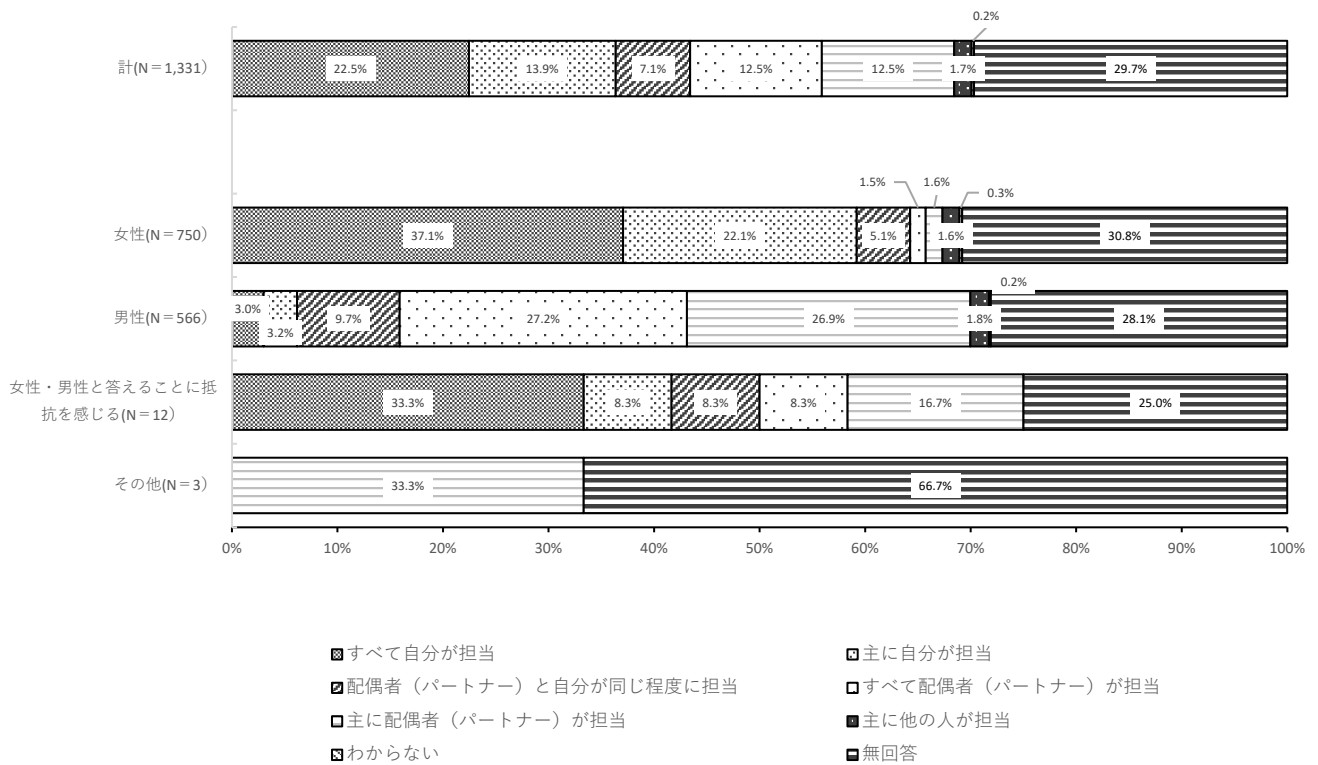 0.2%
計(N＝1,331)
22.5% 13.9% 7.1% 12.5% 12.5% 1.7% 29.7%
1.5% 1.6% 0.3%
女性(N＝750)
37.1% 22.1% 5.1% 1.6% 30.8%
0.2%
男性(N＝566)
3.0% 3.2% 9.7% 27.2% 26.9% 1.8% 28.1%
女性・男性と答えることに抵
抗を感じる(N＝12)
33.3% 8.3% 8.3% 8.3% 16.7% 25.0%
その他(N＝3)
33.3% 66.7%
0% 10% 20% 30% 40% 50% 60% 70% 80% 90% 100%
すべて自分が担当 主に自分が担当
配偶者（パートナー）と自分が同じ程度に担当 すべて配偶者（パートナー）が担当
主に配偶者（パートナー）が担当 主に他の人が担当
わからない 無回答